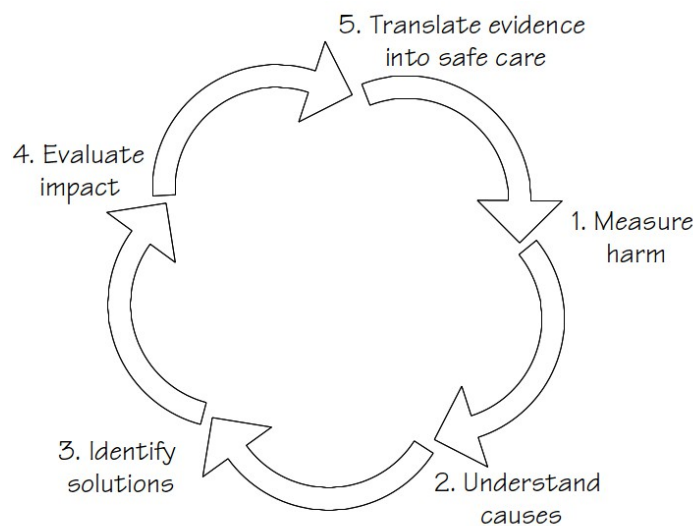 5. Translate evidence
into safe care
1. Measure
harm
2. Understand
causes
3. Identify
solutions
4. Evaluate
impact